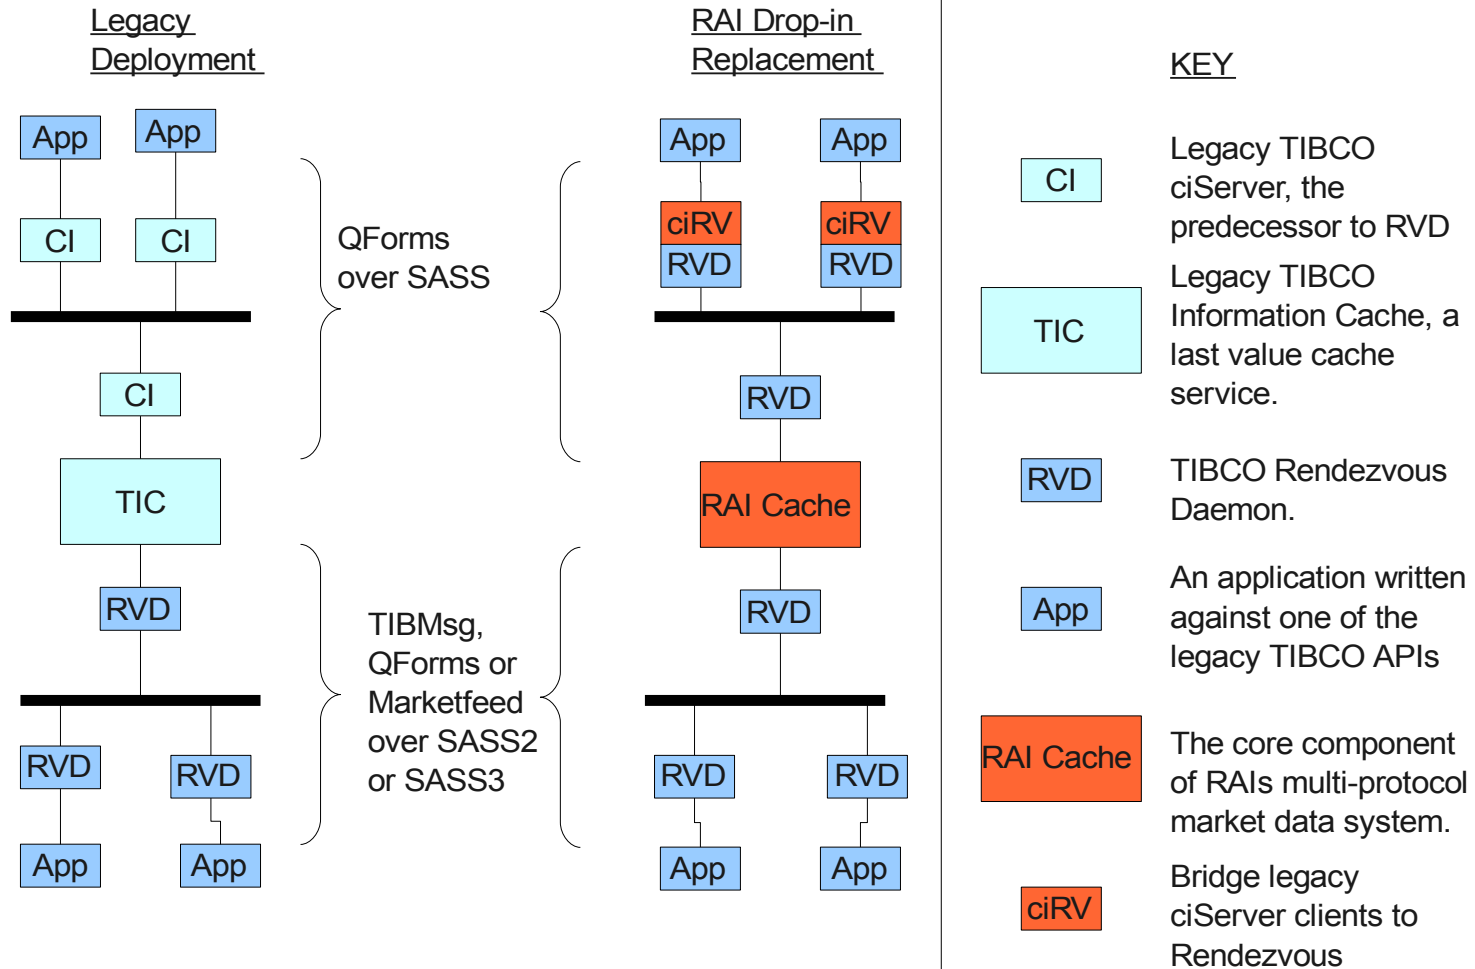 Legacy
Deployment
App
App
CI
CI
CI
TIC
RVD
RVD
RVD
App
App
QForms
over SASS
TIBMsg,
QForms or
Marketfeed
over SASS2
or SASS3
RAI Drop-in
Replacement
App
App
ciRV
ciRV
RVD
RVD
RVD
RAI Cache
RVD
RVD
RVD
App
App
KEY
CI
Legacy TIBCO
ciServer, the
predecessor to RVD
TIC
Legacy TIBCO
Information Cache, a
last value cache
service.
RVD
TIBCO Rendezvous
Daemon.
App
An application written
against one of the
legacy TIBCO APIs
RAI Cache
The core component
of RAIs multi-protocol
market data system.
ciRV
Bridge legacy
ciServer clients to
Rendezvous